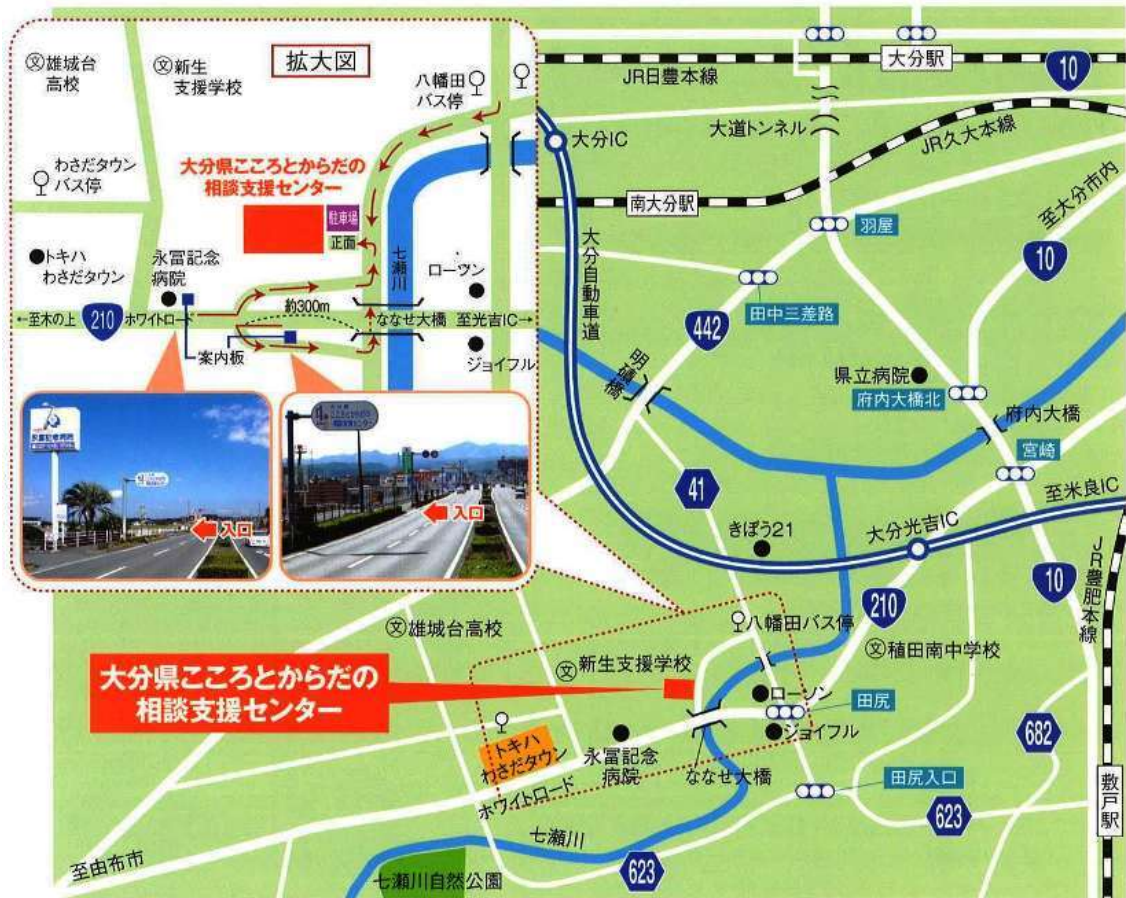 拡大図
雄城台
高校
新生
支援学校
八幡田
バス停
わさだタウン
バス停
大分県こころとからだの
相談支援センター
駐車場
正面
七瀬川
トキハ
わさだタウン
永冨記念
病院
ローソン
約300m
←至木の上
210
ホワイトロード
ななせ大橋
至光吉IC→
案内板
ジョイフル
入口
入口
大分駅
10
JR日豊本線
大分IC
大道トンネル
JR久大本線
南大分駅
羽屋
至大分市内
10
大分自動車道
田中三差路
442
明磧橋
県立病院
府内大橋北
府内大橋
宮崎
41
至米良IC
きぼう21
大分光吉IC
10
JR豊肥本線
210
雄城台高校
八幡田バス停
稙田南中学校
新生支援学校
大分県こころとからだの
相談支援センター
ローソン
田尻
ジョイフル
トキハ
わさだタウン
永冨記念
病院
ななせ大橋
682
ホワイトロード
田尻入口
敷戸駅
623
七瀬川
至由布市
623
七瀬川自然公園